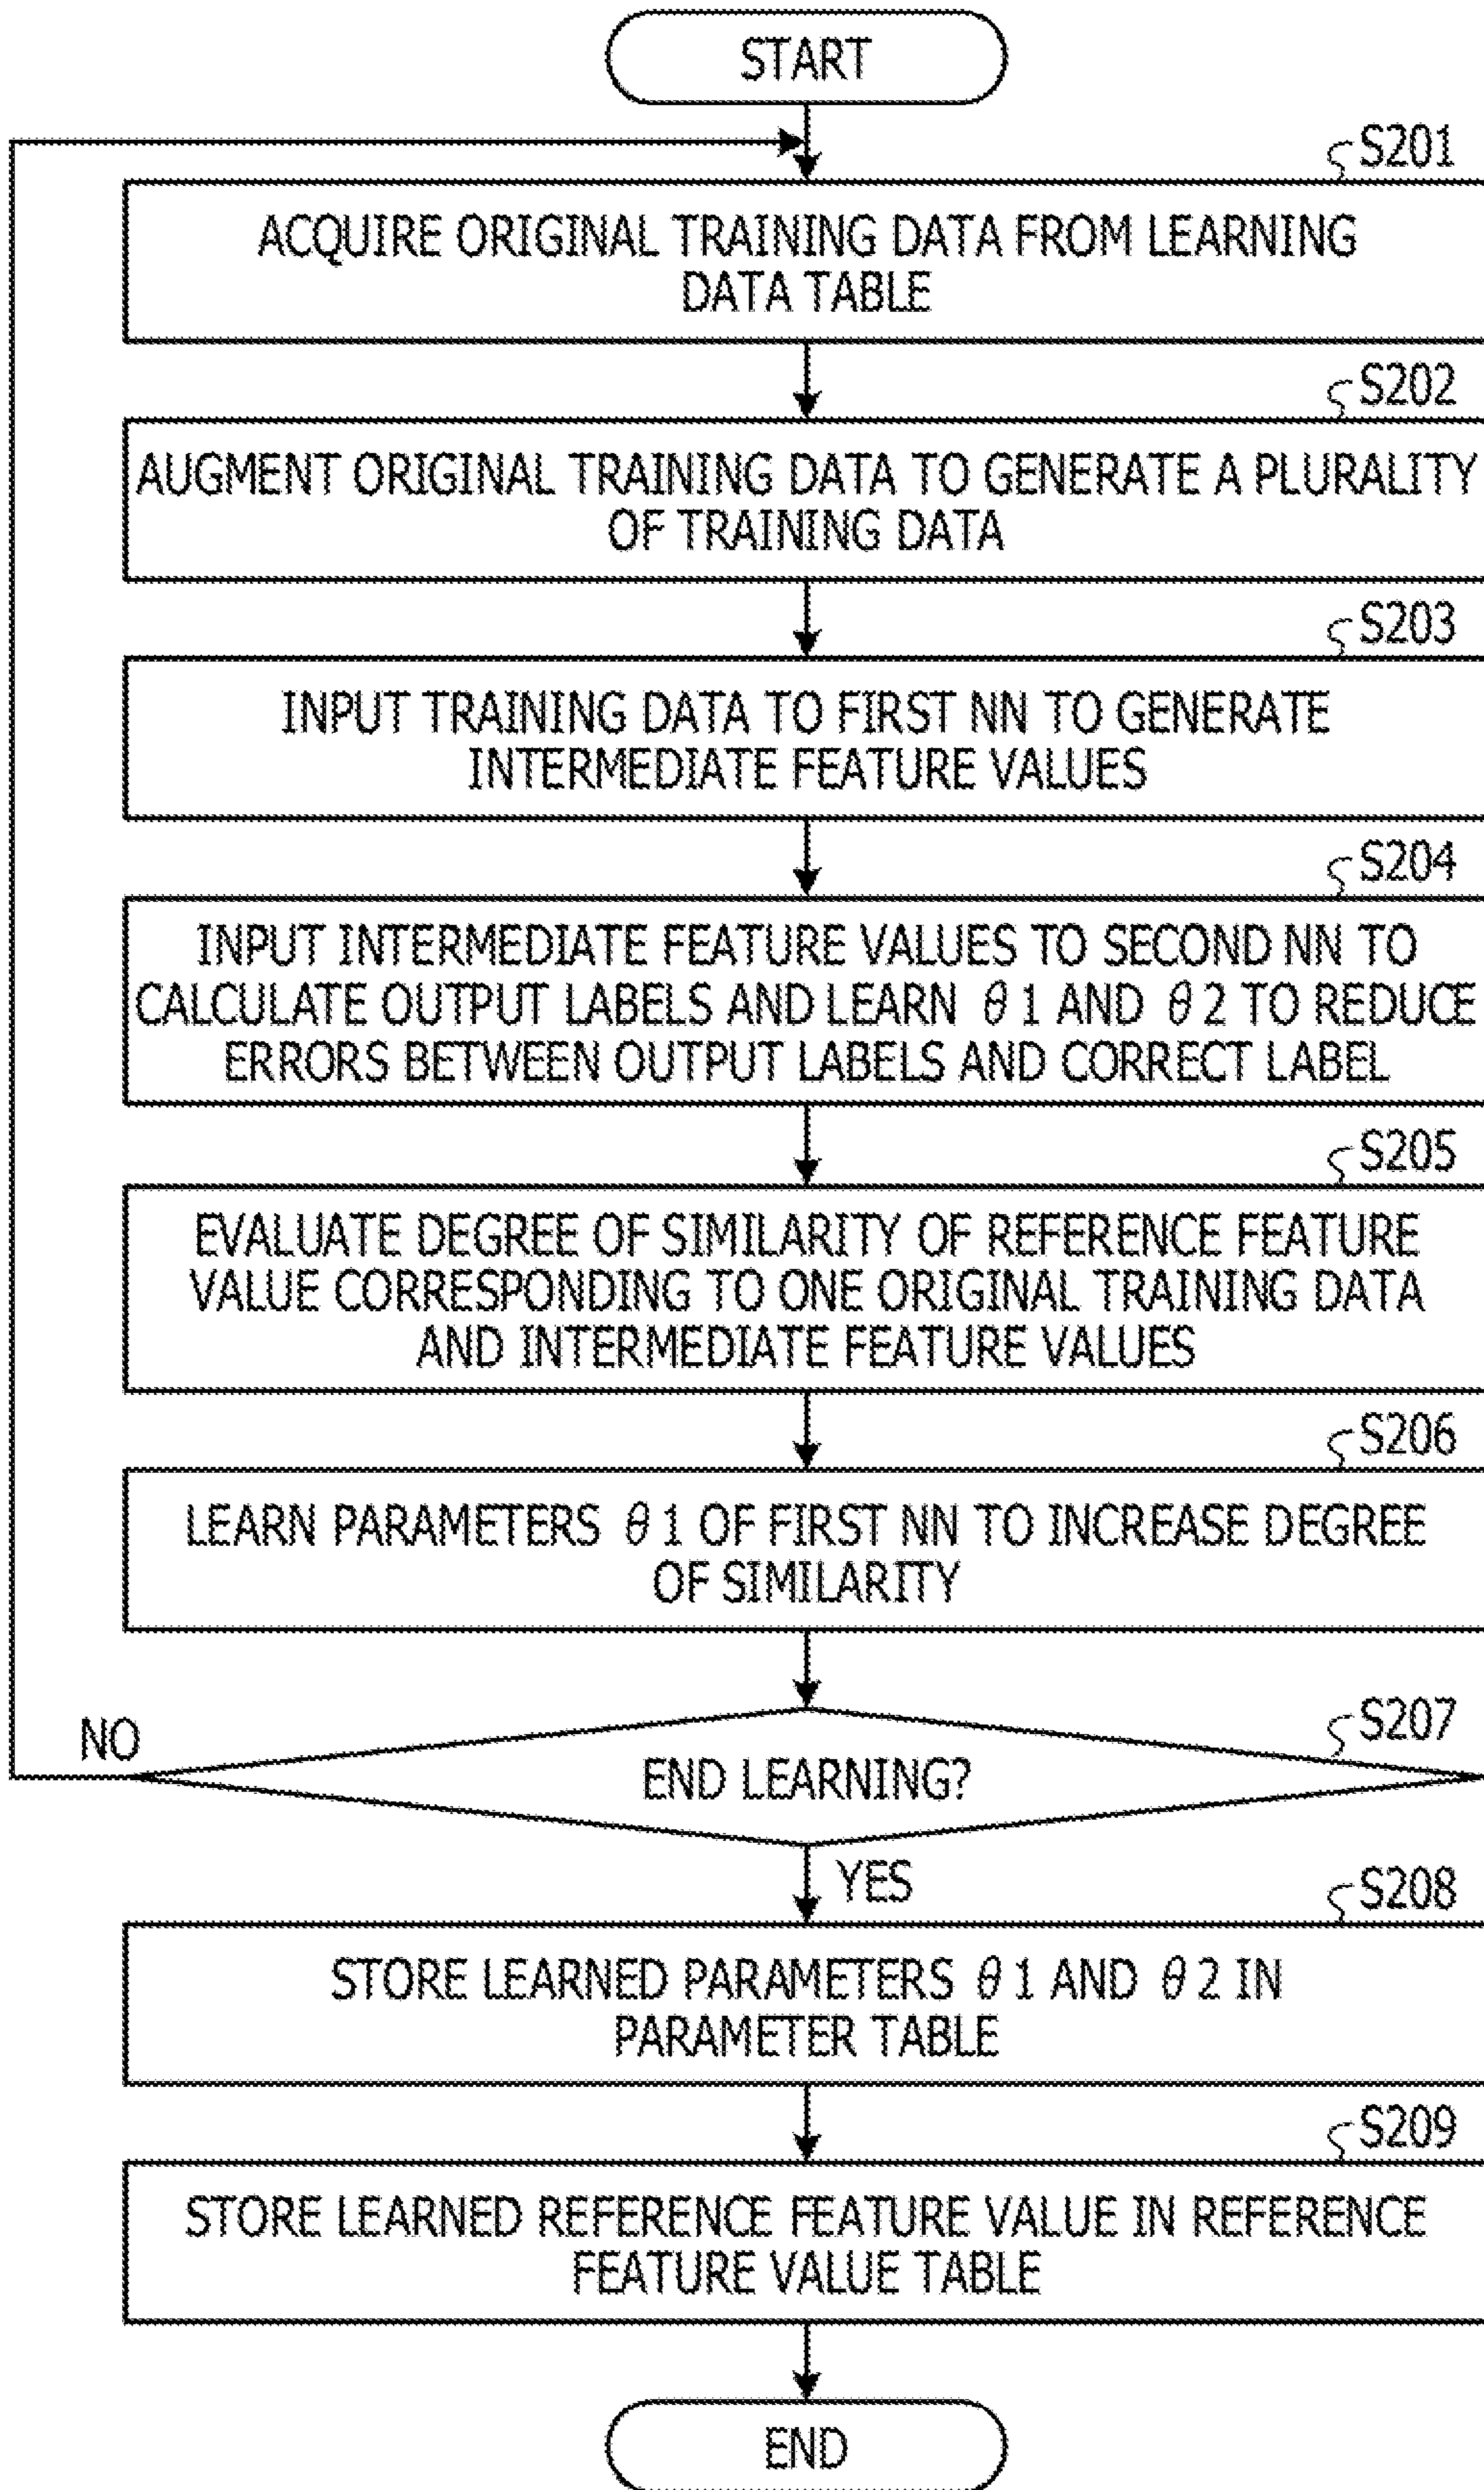 START
S201
ACQUIRE ORIGINAL TRAINING DATA FROM LEARNING
DATA TABLE
S202
AUGMENT ORIGINAL TRAINING DATA TO GENERATE A PLURALITY
OF TRAINING DATA
S203
INPUT TRAINING DATA TO FIRST NN TO GENERATE
INTERMEDIATE FEATURE VALUES
S204
INPUT INTERMEDIATE FEATURE VALUES TO SECOND NN TO
CALCULATE OUTPUT LABELS AND LEARN θ1 AND θ2 TO REDUCE
ERRORS BETWEEN OUTPUT LABELS AND CORRECT LABEL
S205
EVALUATE DEGREE OF SIMILARITY OF REFERENCE FEATURE
VALUE CORRESPONDING TO ONE ORIGINAL TRAINING DATA
AND INTERMEDIATE FEATURE VALUES
S206
LEARN PARAMETERS θ1 OF FIRST NN TO INCREASE DEGREE
OF SIMILARITY
S207
NO
END LEARNING?
YES
S208
STORE LEARNED PARAMETERS θ1 AND θ2 IN
PARAMETER TABLE
S209
STORE LEARNED REFERENCE FEATURE VALUE IN REFERENCE
FEATURE VALUE TABLE
END